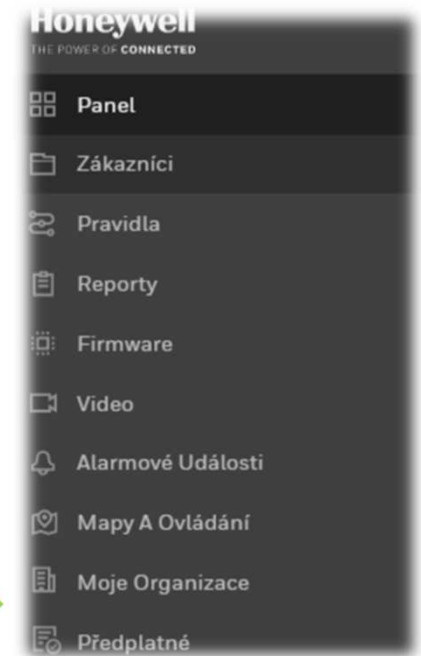 Honeywell
THE POWER OF CONNECTED
Panel
Zákazníci
Pravidla
Reporty
Firmware
Video
Alarmové Události
Mapy A Ovládání
Moje Organizace
Předplatné